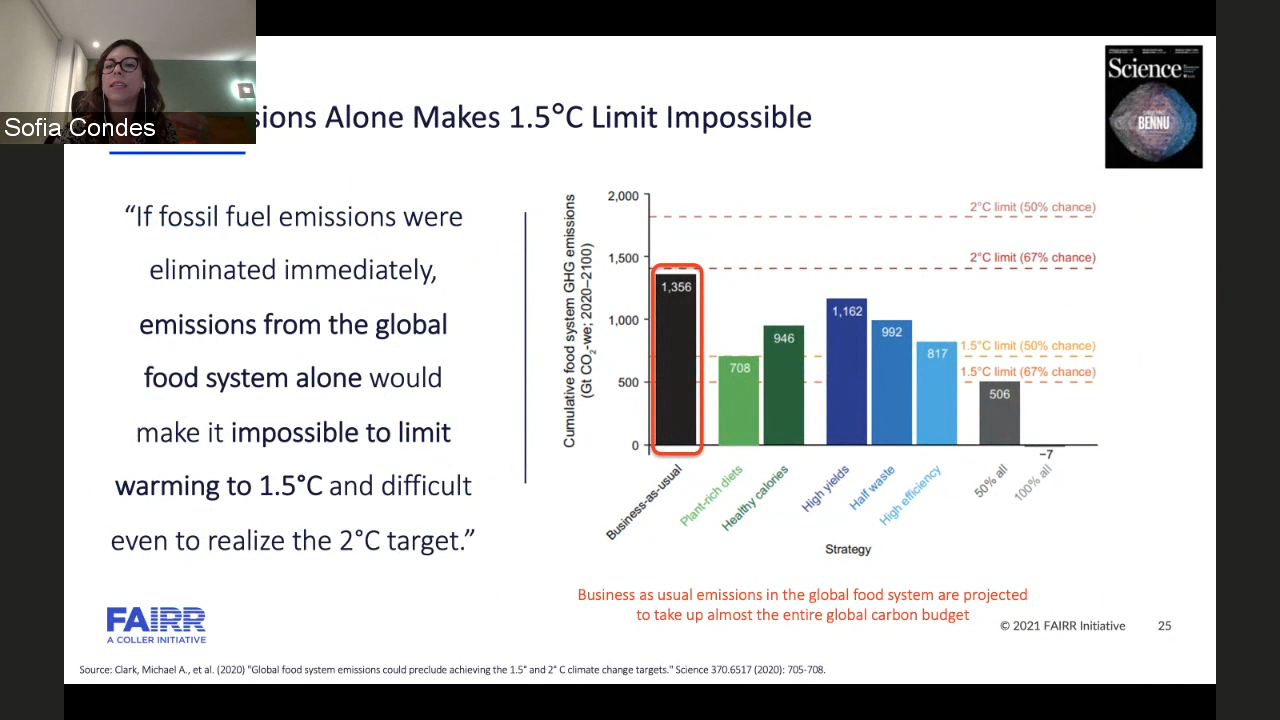 Sofia Condes
sions Alone Makes 1.5°C Limit Impossible
Science
BENNU
“If fossil fuel emissions were
eliminated immediately,
emissions from the global
food system alone would
make it impossible to limit
warming to 1.5°C and difficult
even to realize the 2°C target.”
Cumulative food system GHG emissions
(Gt CO2-we; 2020–2100)
2,000
1,500
1,000
500
0
2°C limit (50% chance)
2°C limit (67% chance)
1.5°C limit (50% chance)
1.5°C limit (67% chance)
1,356
708
946
1,162
992
817
506
−7
Business-as-usual
Plant-rich diets
Healthy calories
High yields
Half waste
High efficiency
50% all
100% all
Strategy
Business as usual emissions in the global food system are projected
to take up almost the entire global carbon budget
FAIRR
A COLLER INITIATIVE
© 2021 FAIRR Initiative 25
Source: Clark, Michael A., et al. (2020) "Global food system emissions could preclude achieving the 1.5° and 2° C climate change targets." Science 370.6517 (2020): 705-708.